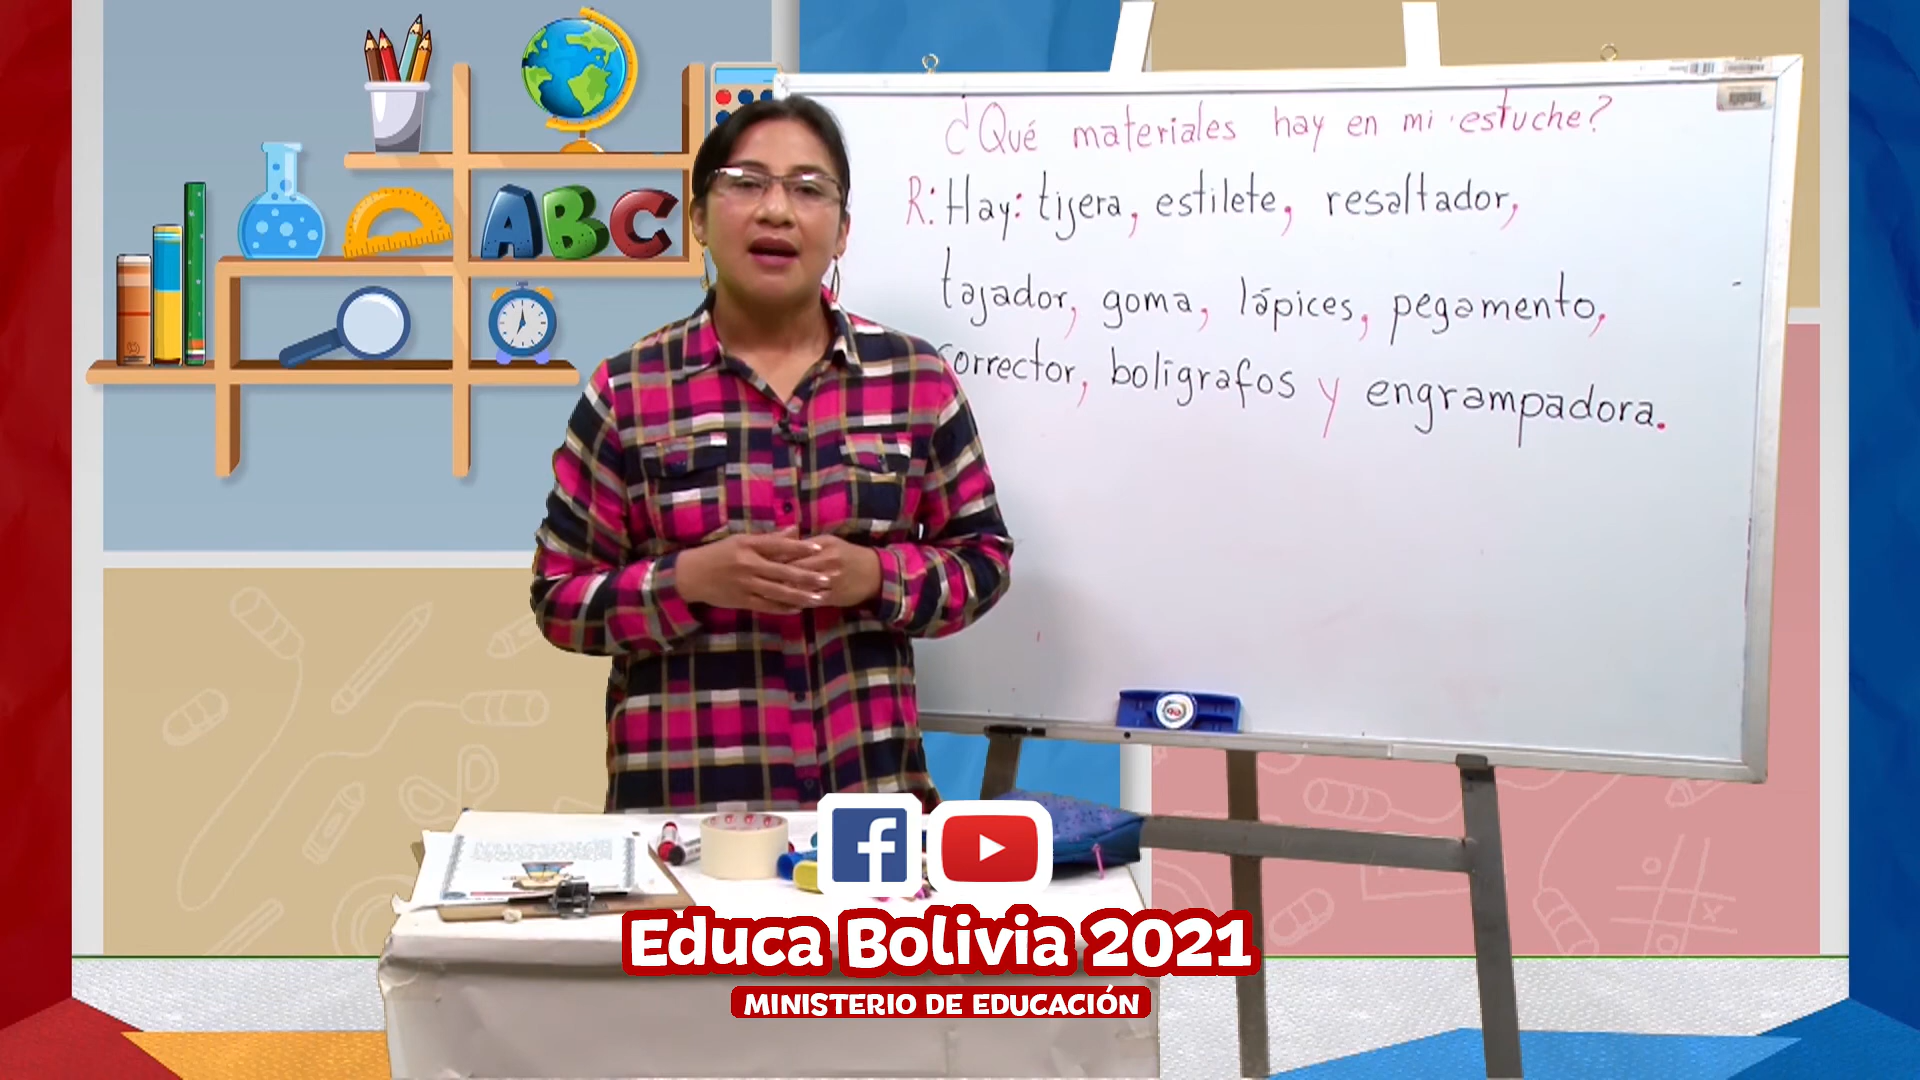 ¿Qué materiales hay en mi estuche?
R: Hay: tijera, estilete, resaltador,
tajador, goma, lápices, pegamento,
corrector, bolígrafos y engrampadora.
ABC
Educa Bolivia 2021
MINISTERIO DE EDUCACIÓN